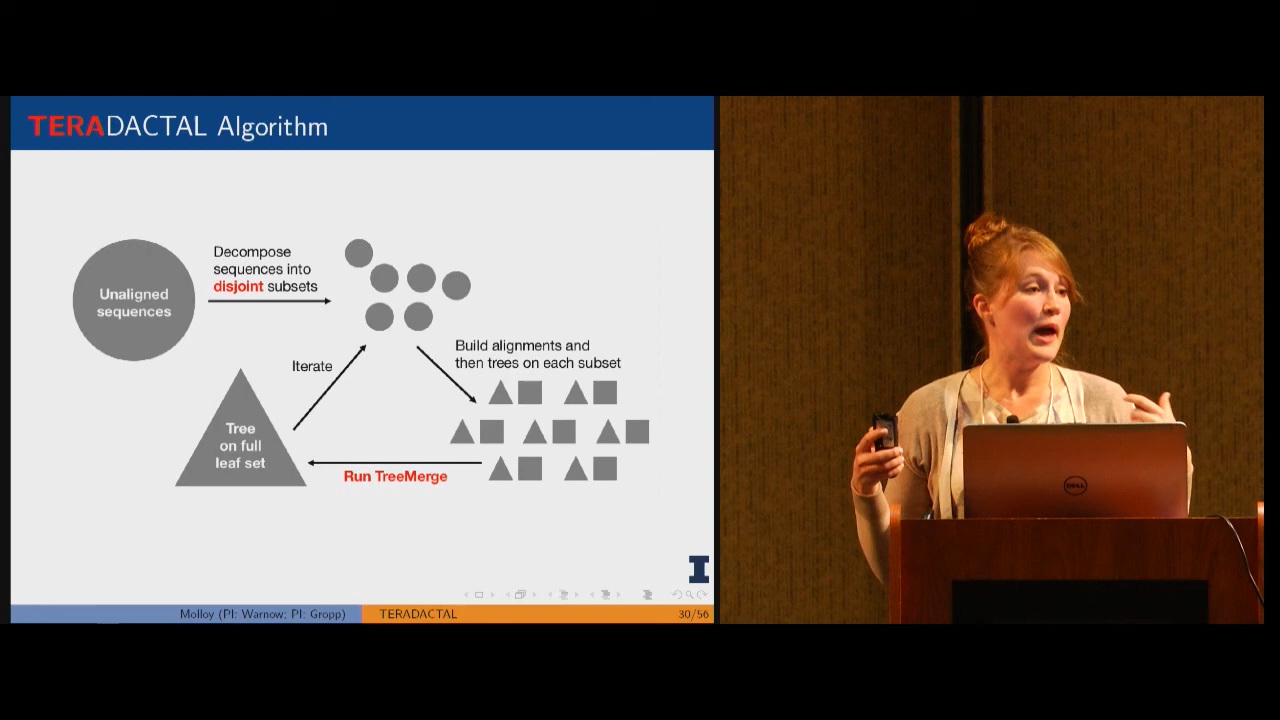 TERADACTAL Algorithm
Unaligned
sequences
Decompose
sequences into
disjoint subsets
Build alignments and
then trees on each subset
Iterate
Tree
on full
leaf set
Run TreeMerge
I
Molloy (PI: Warnow; PI: Gropp) TERADACTAL 30/56
DELL